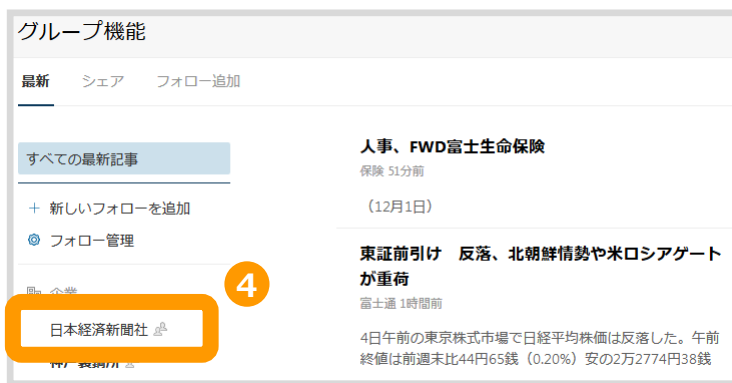 グループ機能
最新 シェア フォロー追加
すべての最新記事
+ 新しいフォローを追加
フォロー管理
企業
4
日本経済新聞社
神戸製鋼所
人事、FWD富士生命保険
保険 51分前
(12月1日)
東証前引け 反落、北朝鮮情勢や米ロシアゲート
が重荷
富士通 1時間前
4日午前の東京株式市場で日経平均株価は反落した。午前
終値は前週末比44円65銭(0.20%)安の2万2774円38銭